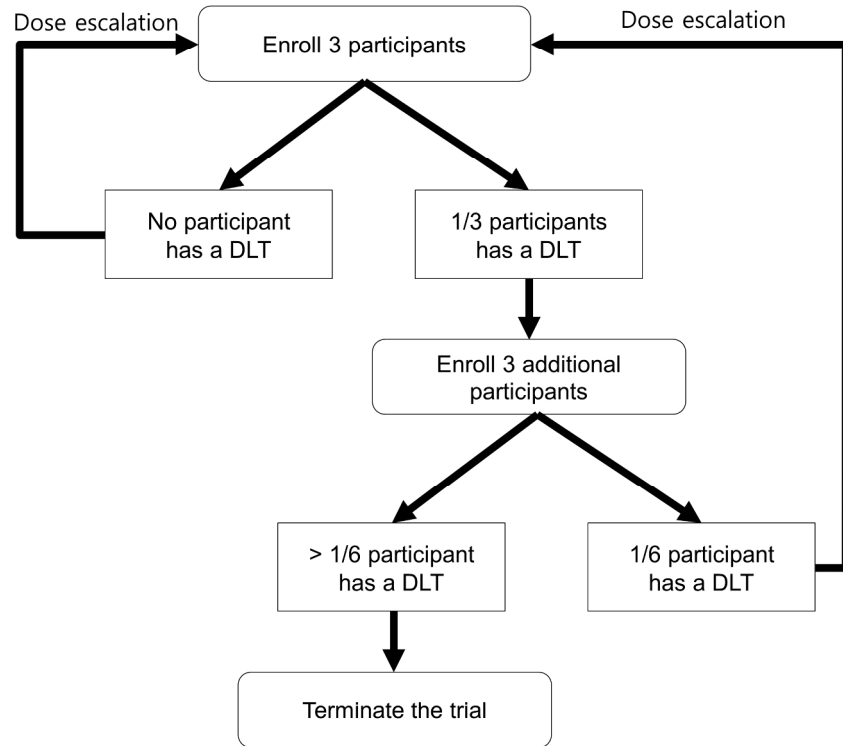 Dose escalation
Dose escalation
Enroll 3 participants
No participant
has a DLT
1/3 participants
has a DLT
Enroll 3 additional
participants
> 1/6 participant
has a DLT
1/6 participant
has a DLT
Terminate the trial